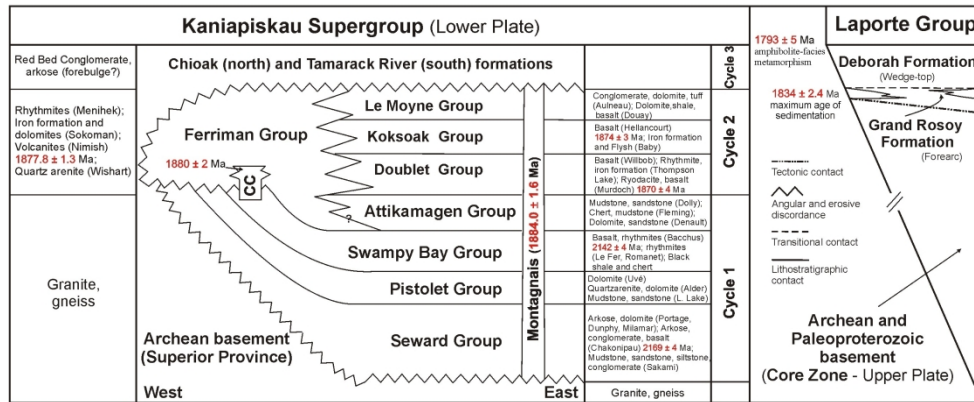 Kaniapiskau Supergroup (Lower Plate)
Red Bed Conglomerate,
arkose (forebulge?)
Rhythmites (Menihek);
Iron formation and
dolomites (Sokoman);
Volcanites (Nimish)
1877.8 ± 1.3 Ma;
Quartz arenite (Wishart)
Granite,
gneiss
Chioak (north) and Tamarack River (south) formations
Le Moyne Group
Ferriman Group
Koksoak Group
1880 ± 2 Ma
CC
Doublet Group
?
Attikamagen Group
Swampy Bay Group
Pistolet Group
Seward Group
Archean basement
(Superior Province)
West
East
Montagnais (1884.0 ± 1.6 Ma)
Conglomerate, dolomite, tuff
(Aulneau); Dolomite,shale,
basalt (Douay)
Basalt (Hellancourt)
1874 ± 3 Ma; Iron formation
and Flysh (Baby)
Basalt (Willbob); Rhythmite,
iron formation (Thompson
Lake); Ryodacite, basalt
(Murdoch) 1870 ± 4 Ma
Mudstone, sandstone (Dolly);
Chert, mudstone (Fleming);
Dolomite, sandstone (Denault)
Basalt, rhythmites (Bacchus)
2142 ± 4 Ma; rhythmites
(Le Fer, Romanet); Black
shale and chert
Dolomite (Uvé)
Quartzarenite, dolomite (Alder)
Mudstone, sandstone (L. Lake)
Arkose, dolomite (Portage,
Dunphy, Milamar); Arkose,
conglomerate, basalt
(Chakonipau) 2169 ± 4 Ma;
Mudstone, sandstone, siltstone,
conglomerate (Sakami)
Granite, gneiss
Cycle 3
Cycle 2
Cycle 1
Laporte Group
1793 ± 5 Ma
amphibolite-facies
metamorphism
Deborah Formation
(Wedge-top)
1834 ± 2.4 Ma
maximum age of
sedimentation
Grand Rosoy
Formation
(Forearc)
Tectonic contact
Angular and erosive
discordance
Transitional contact
Lithostratigraphic
contact
Archean and
Paleoproterozoic
basement
(Core Zone - Upper Plate)